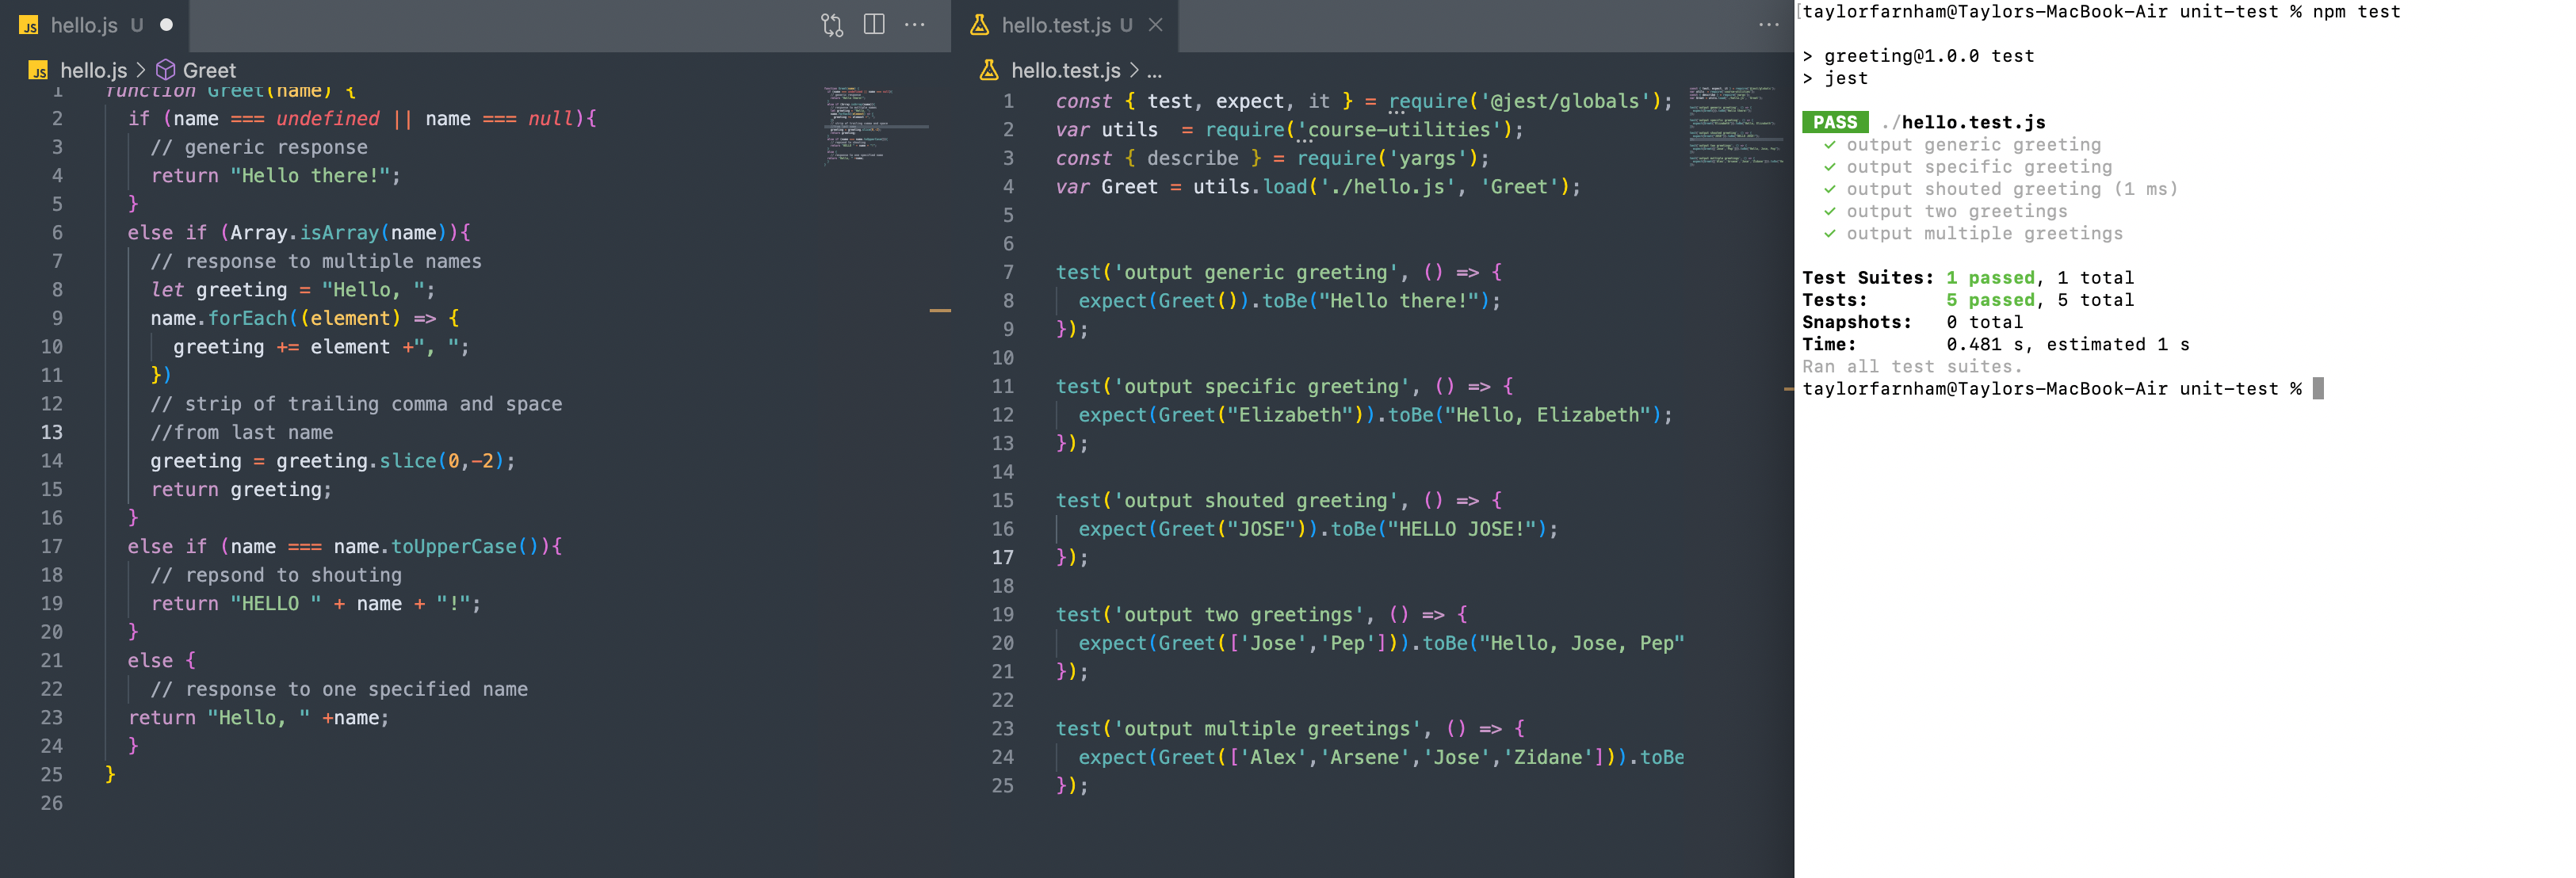 hello.js U
hello.js > Greet
1 function Greet(name) {
2 if (name === undefined || name === null){
3 // generic response
4 return "Hello there!";
5 }
6 else if (Array.isArray(name)){
7 // response to multiple names
8 let greeting = "Hello, ";
9 name.forEach((element) => {
10 greeting += element +", ";
11 })
12 // strip of trailing comma and space
13 //from last name
14 greeting = greeting.slice(0,-2);
15 return greeting;
16 }
17 else if (name === name.toUpperCase()){
18 // repsond to shouting
19 return "HELLO " + name + "!";
20 }
21 else {
22 // response to one specified name
23 return "Hello, " +name;
24 }
25 }
26
hello.test.js U
hello.test.js > ...
1 const { test, expect, it } = require('@jest/globals');
2 var utils  = require('course-utilities');
3 const { describe } = require('yargs');
4 var Greet = utils.load('./hello.js', 'Greet');
5
6
7 test('output generic greeting', () => {
8 expect(Greet()).toBe("Hello there!");
9 });
10
11 test('output specific greeting', () => {
12 expect(Greet("Elizabeth")).toBe("Hello, Elizabeth");
13 });
14
15 test('output shouted greeting', () => {
16 expect(Greet("JOSE")).toBe("HELLO JOSE!");
17 });
18
19 test('output two greetings', () => {
20 expect(Greet(['Jose','Pep'])).toBe("Hello, Jose, Pep"
21 });
22
23 test('output multiple greetings', () => {
24 expect(Greet(['Alex','Arsene','Jose','Zidane'])).toBe
25 });
[taylorfarnham@Taylors-MacBook-Air unit-test % npm test
> greeting@1.0.0 test
> jest
PASS ./hello.test.js
✓ output generic greeting
✓ output specific greeting
✓ output shouted greeting (1 ms)
✓ output two greetings
✓ output multiple greetings
Test Suites: 1 passed, 1 total
Tests: 5 passed, 5 total
Snapshots: 0 total
Time: 0.481 s, estimated 1 s
Ran all test suites.
taylorfarnham@Taylors-MacBook-Air unit-test %